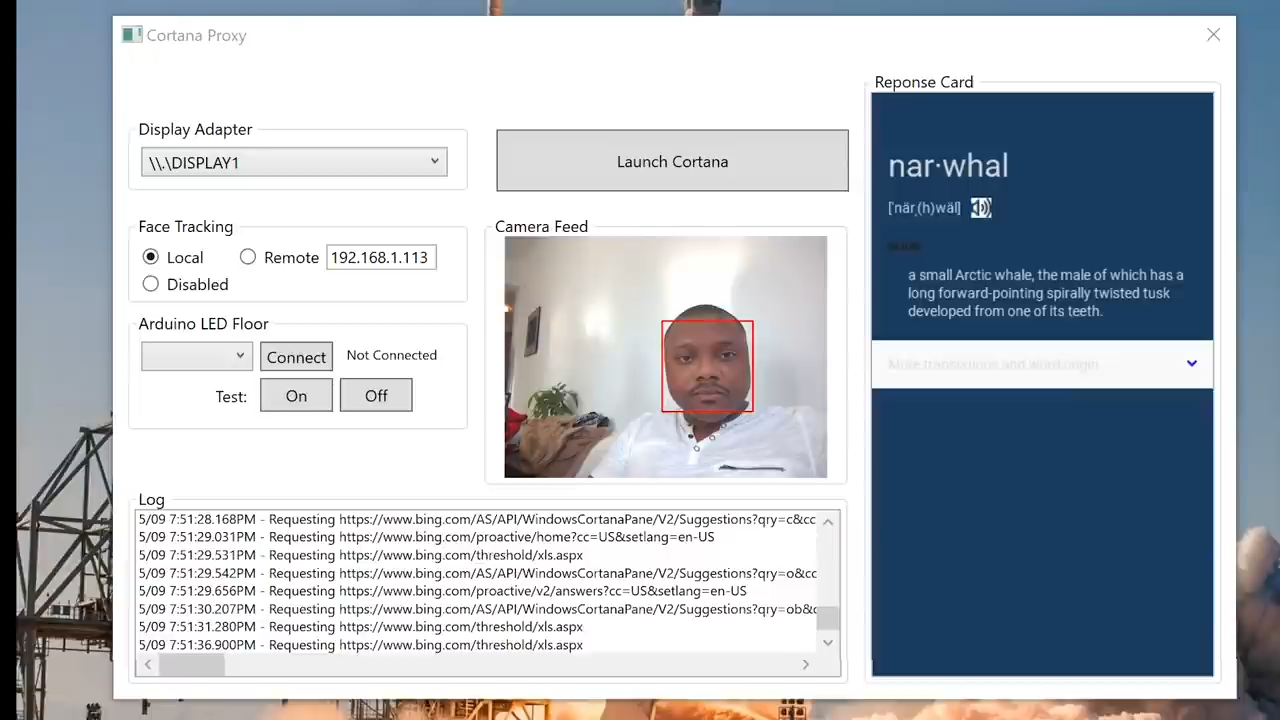 Cortana Proxy
Display Adapter
\\.\DISPLAY1
Launch Cortana
Face Tracking
Local
Remote
192.168.1.113
Disabled
Arduino LED Floor
Connect
Not Connected
Test:
On
Off
Camera Feed
Log
5/09 7:51:28.168PM - Requesting https://www.bing.com/AS/API/WindowsCortanaPane/V2/Suggestions?qry=c&cc
5/09 7:51:29.031PM - Requesting https://www.bing.com/proactive/home?cc=US&setlang=en-US
5/09 7:51:29.531PM - Requesting https://www.bing.com/threshold/xls.aspx
5/09 7:51:29.542PM - Requesting https://www.bing.com/AS/API/WindowsCortanaPane/V2/Suggestions?qry=o&cc
5/09 7:51:29.656PM - Requesting https://www.bing.com/proactive/v2/answers?cc=US&setlang=en-US
5/09 7:51:30.207PM - Requesting https://www.bing.com/AS/API/WindowsCortanaPane/V2/Suggestions?qry=ob&c
5/09 7:51:31.280PM - Requesting https://www.bing.com/threshold/xls.aspx
5/09 7:51:36.900PM - Requesting https://www.bing.com/threshold/xls.aspx
Reponse Card
nar·whal
[ˈnär,(h)wäl]
a small Arctic whale, the male of which has a
long forward-pointing spirally twisted tusk
developed from one of its teeth.